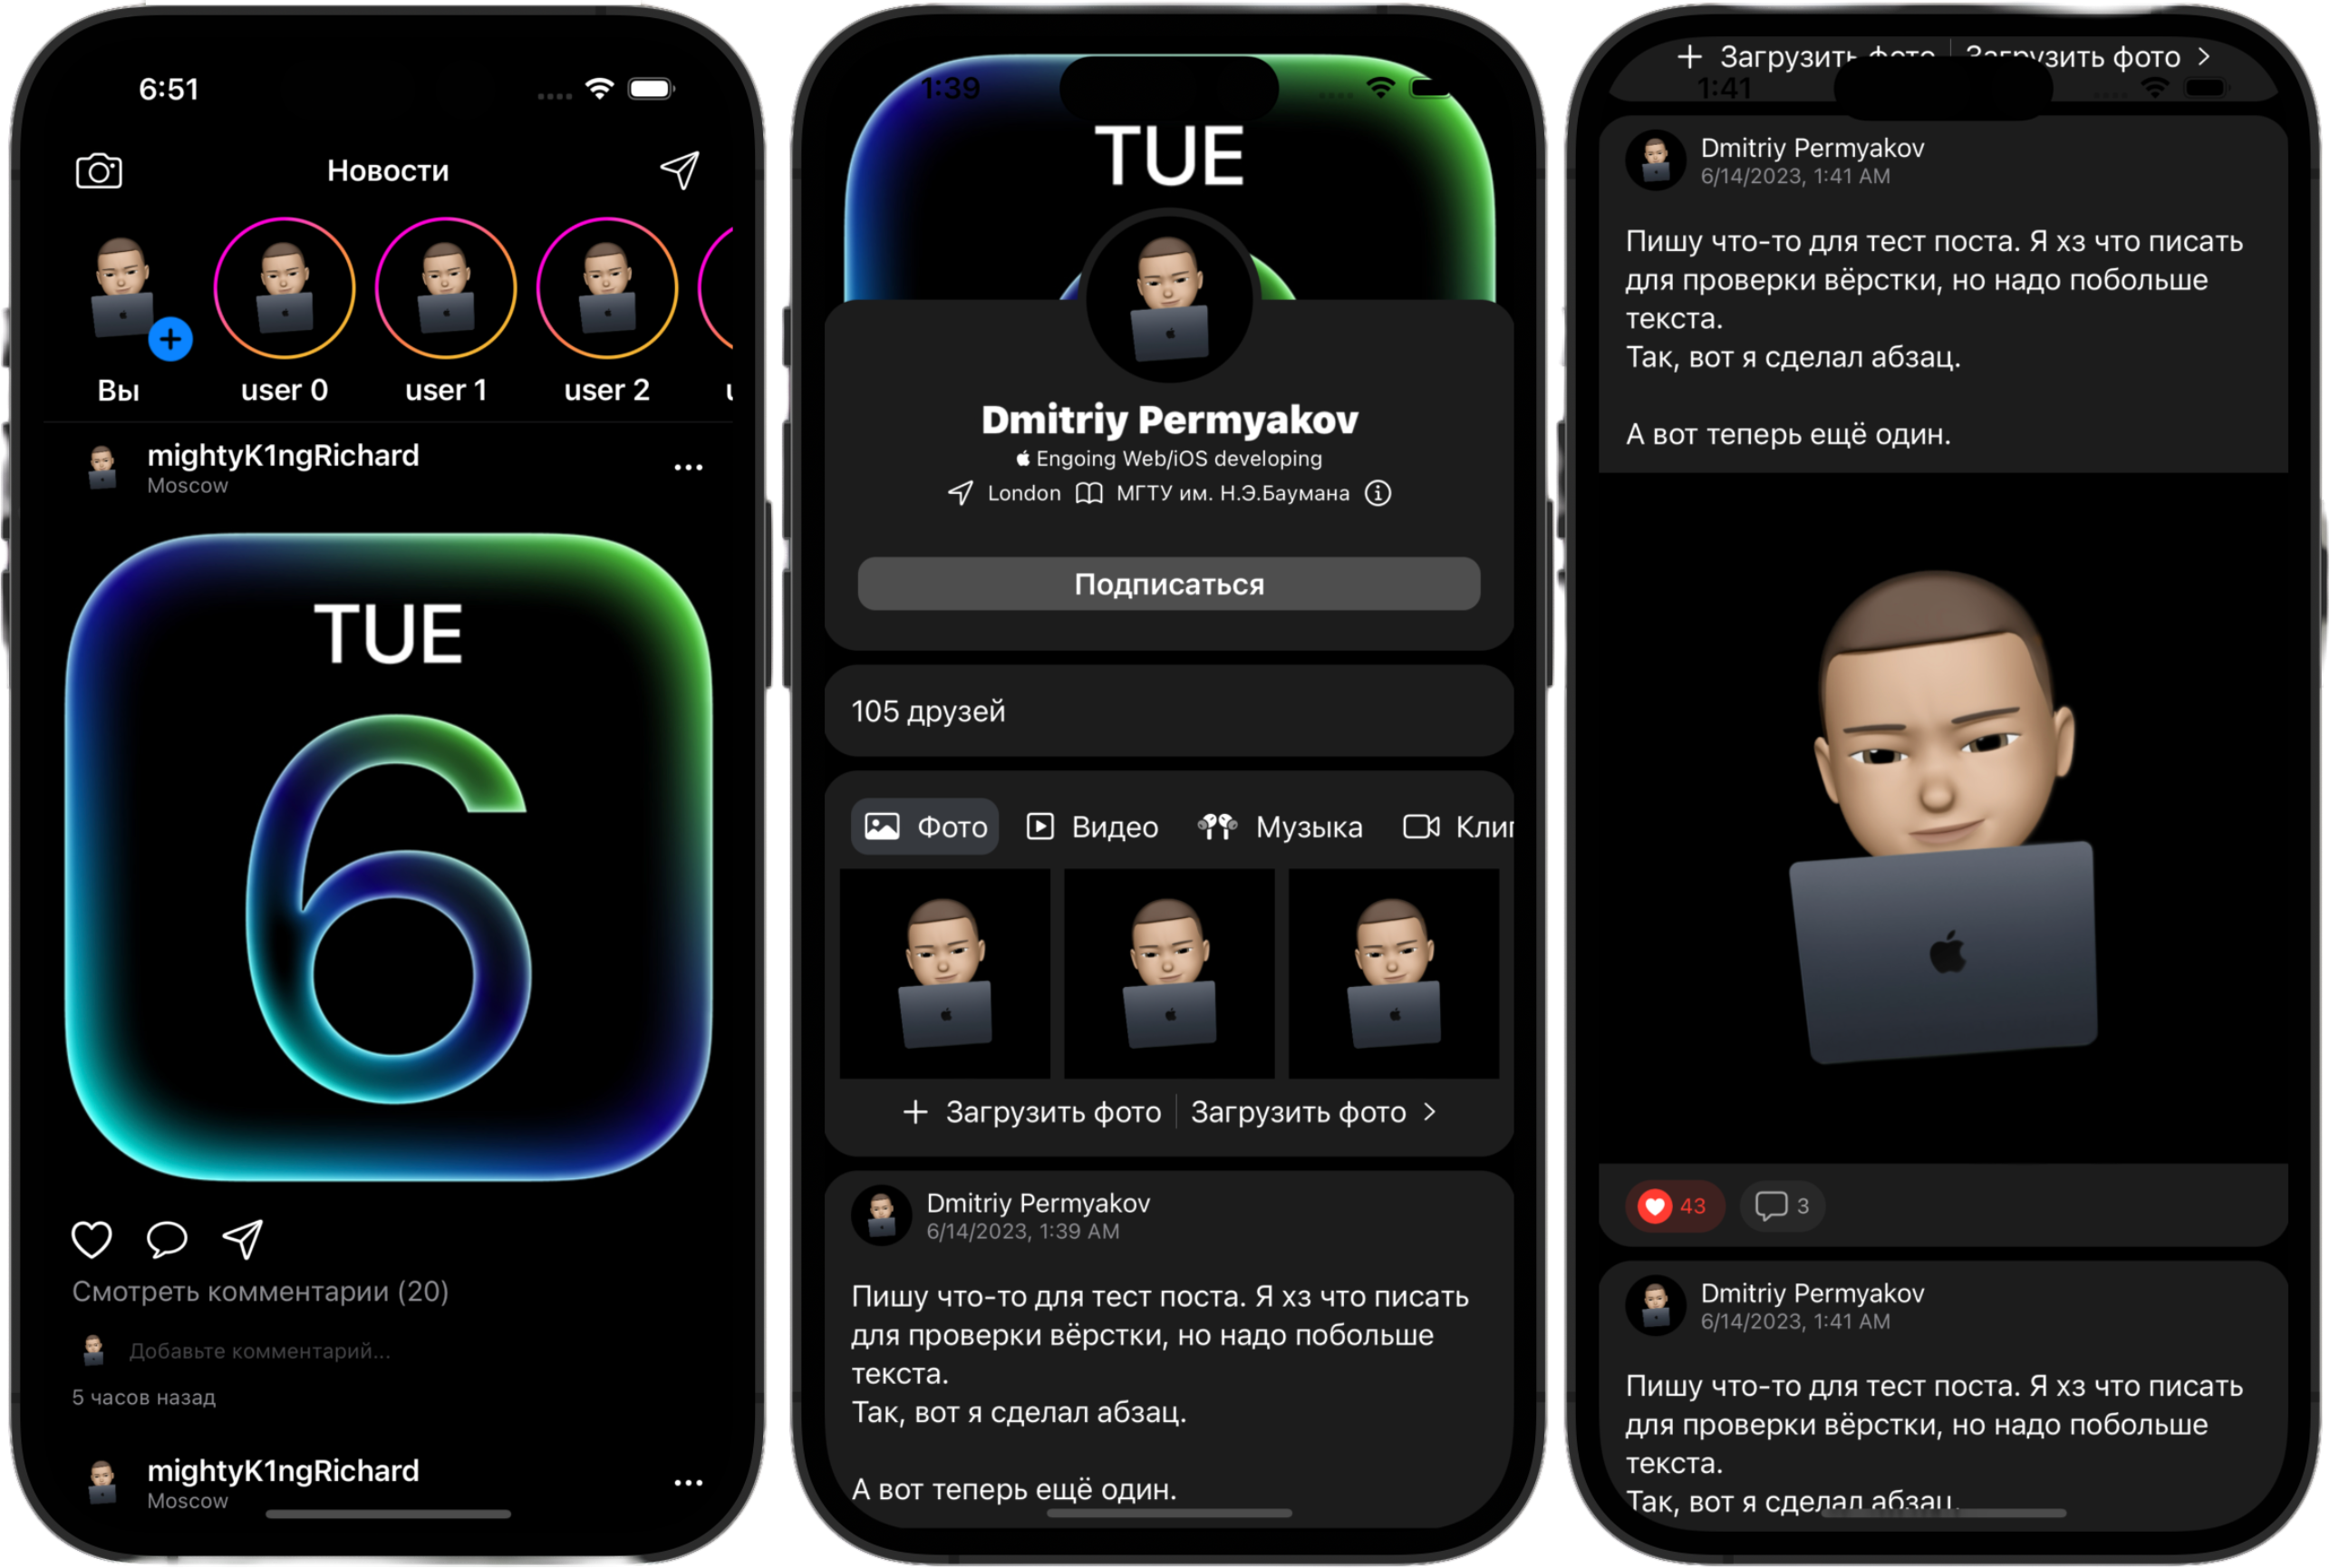 6:51
Новости
Вы
user 0
user 1
user 2
mightyK1ngRichard
Moscow
TUE
6
Смотреть комментарии (20)
Добавьте комментарий...
5 часов назад
mightyK1ngRichard
Moscow
1:39
TUE
Dmitriy Permyakov
Engoing Web/iOS developing
London МГТУ им. Н.Э.Баумана
Подписаться
105 друзей
Фото Видео Музыка
Загрузить фото Загрузить фото
Dmitriy Permyakov
6/14/2023, 1:39 AM
Пишу что-то для тест поста. Я хз что писать
для проверки вёрстки, но надо побольше
текста.
Так, вот я сделал абзац.
А вот теперь ещё один.
Загрузить фото Загрузить фото
1:41
Dmitriy Permyakov
6/14/2023, 1:41 AM
Пишу что-то для тест поста. Я хз что писать
для проверки вёрстки, но надо побольше
текста.
Так, вот я сделал абзац.
А вот теперь ещё один.
43
3
Dmitriy Permyakov
6/14/2023, 1:41 AM
Пишу что-то для тест поста. Я хз что писать
для проверки вёрстки, но надо побольше
текста.
Так, вот я сделал абзац.